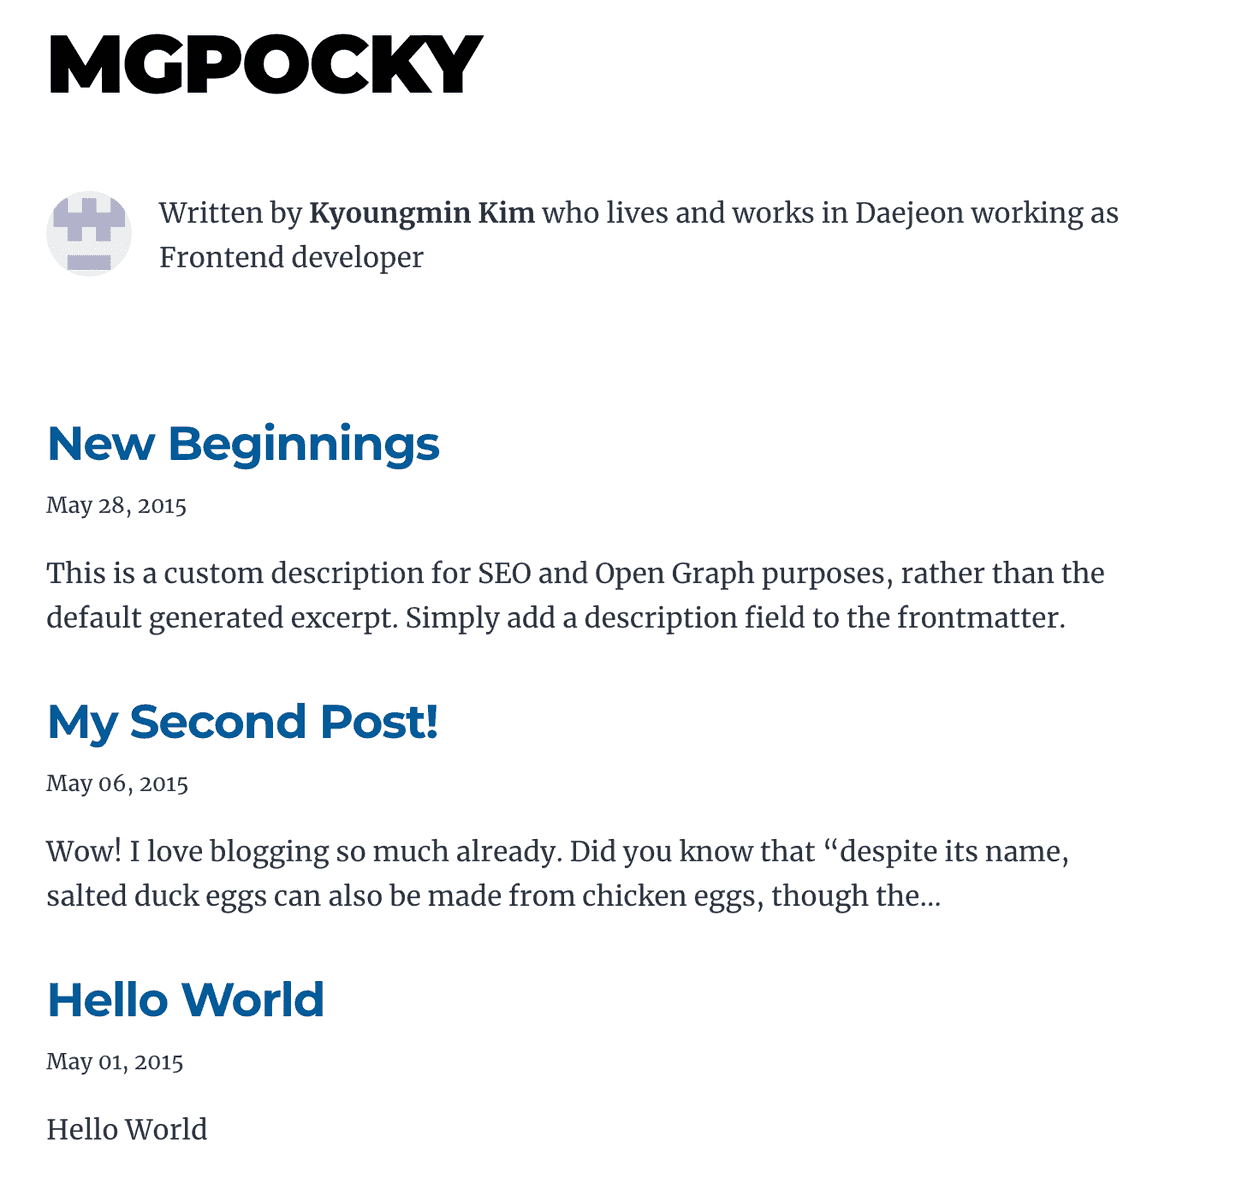 MGPOCKY
Written by Kyoungmin Kim who lives and works in Daejeon working as
Frontend developer
New Beginnings
May 28, 2015
This is a custom description for SEO and Open Graph purposes, rather than the
default generated excerpt. Simply add a description field to the frontmatter.
My Second Post!
May 06, 2015
Wow! I love blogging so much already. Did you know that “despite its name,
salted duck eggs can also be made from chicken eggs, though the…
Hello World
May 01, 2015
Hello World